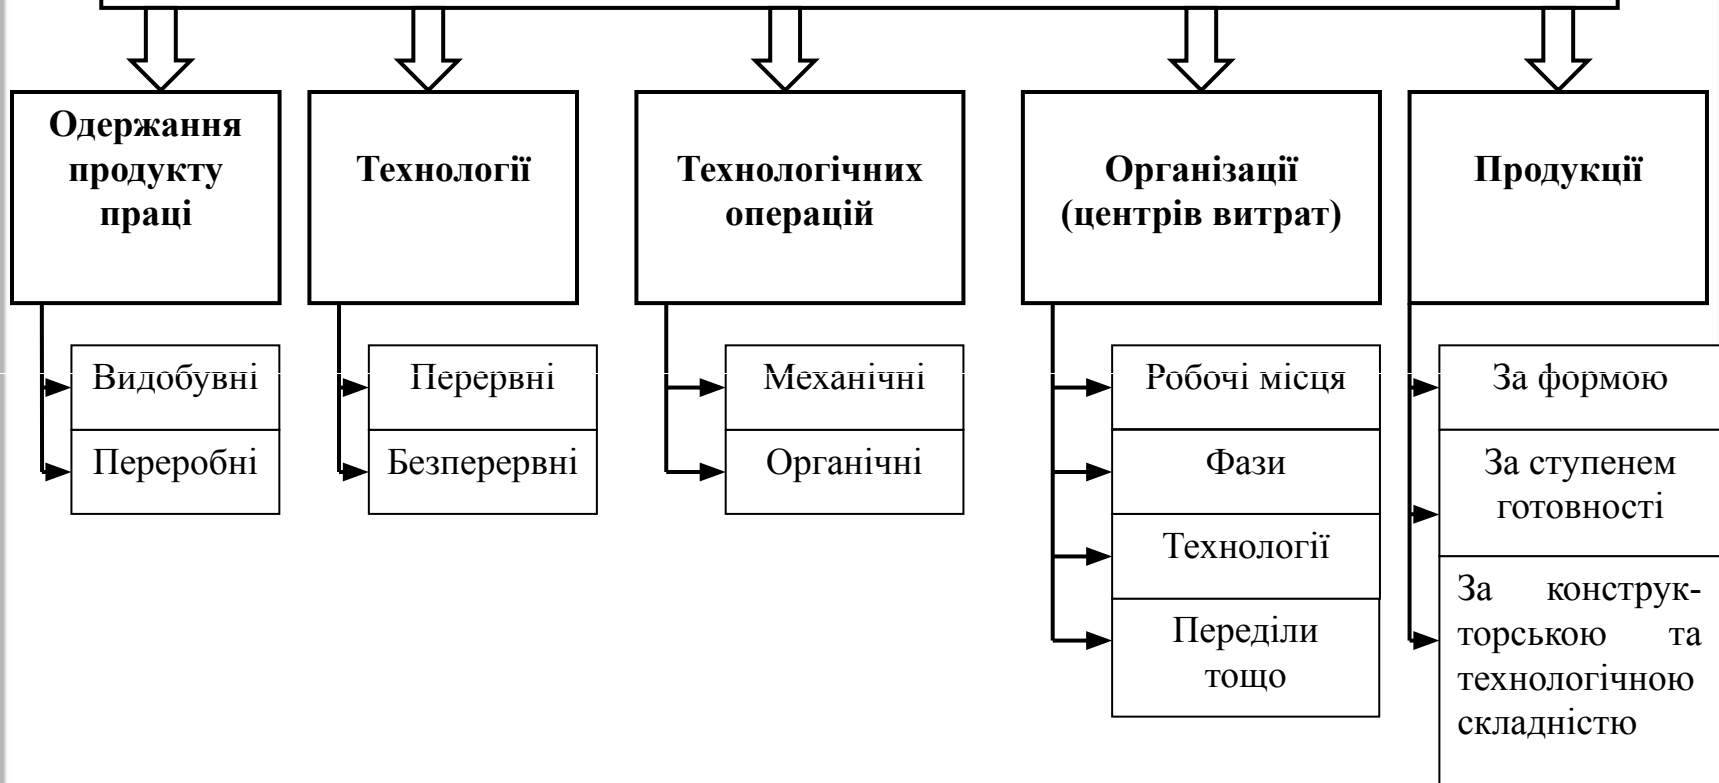 Одержання
продукту
праці
Технології
Технологічних
операцій
Організації
(центрів витрат)
Продукції
Видобувні
Переробні
Перервні
Безперервні
Механічні
Органічні
Робочі місця
Фази
Технології
Переділи
тощо
За формою
За ступенем
готовності
За конструк-
торською та
технологічною
складністю